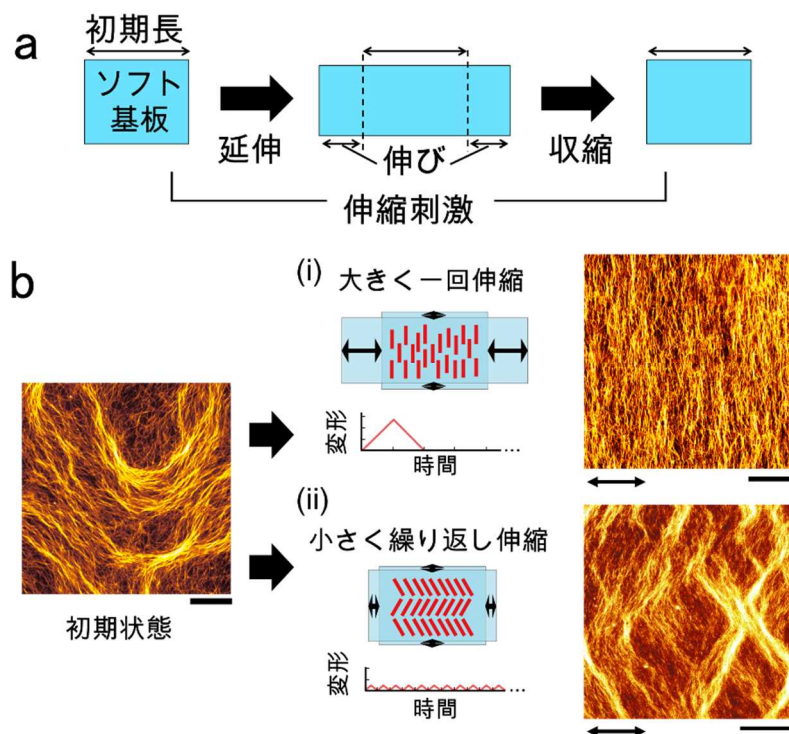 a
初期長
ソフト
基板
延伸
伸び
収縮
伸縮刺激
b
初期状態
(i)
大きく一回伸縮
変形
時間
…
(ii)
小さく繰り返し伸縮
変形
時間
…